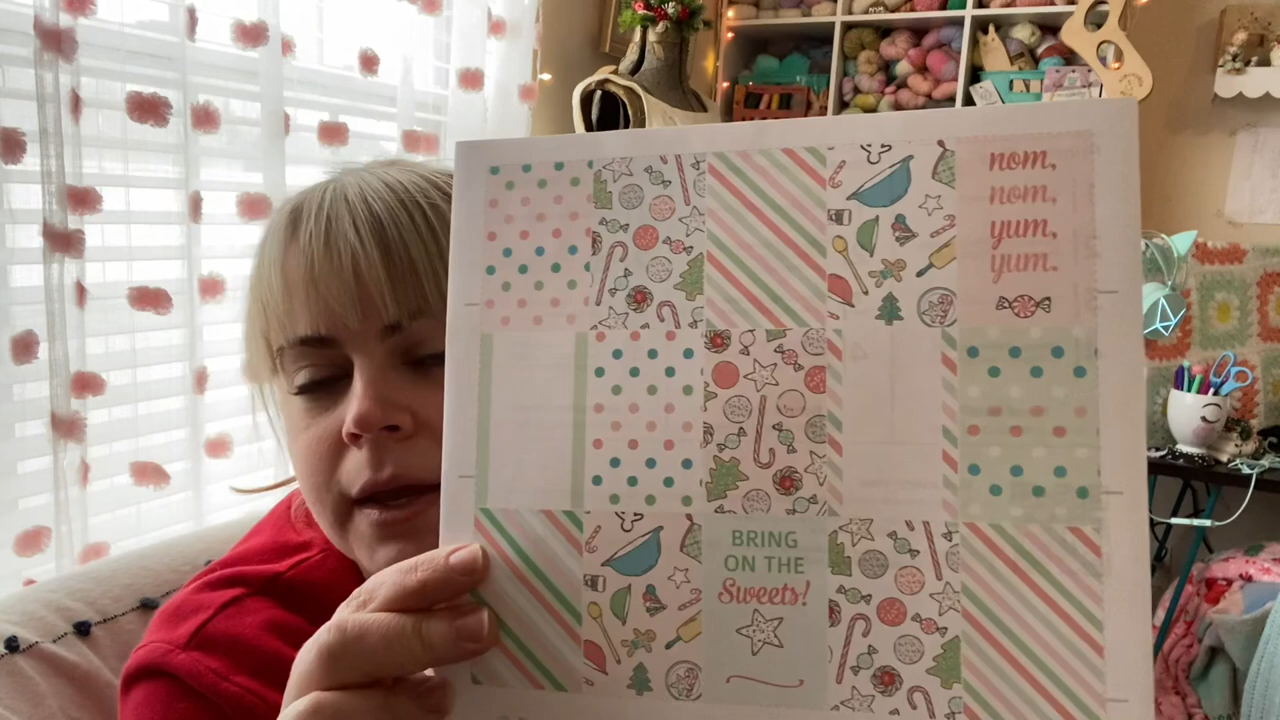 nom,
nom,
yum,
yum.
BRING
ON THE
Sweets!